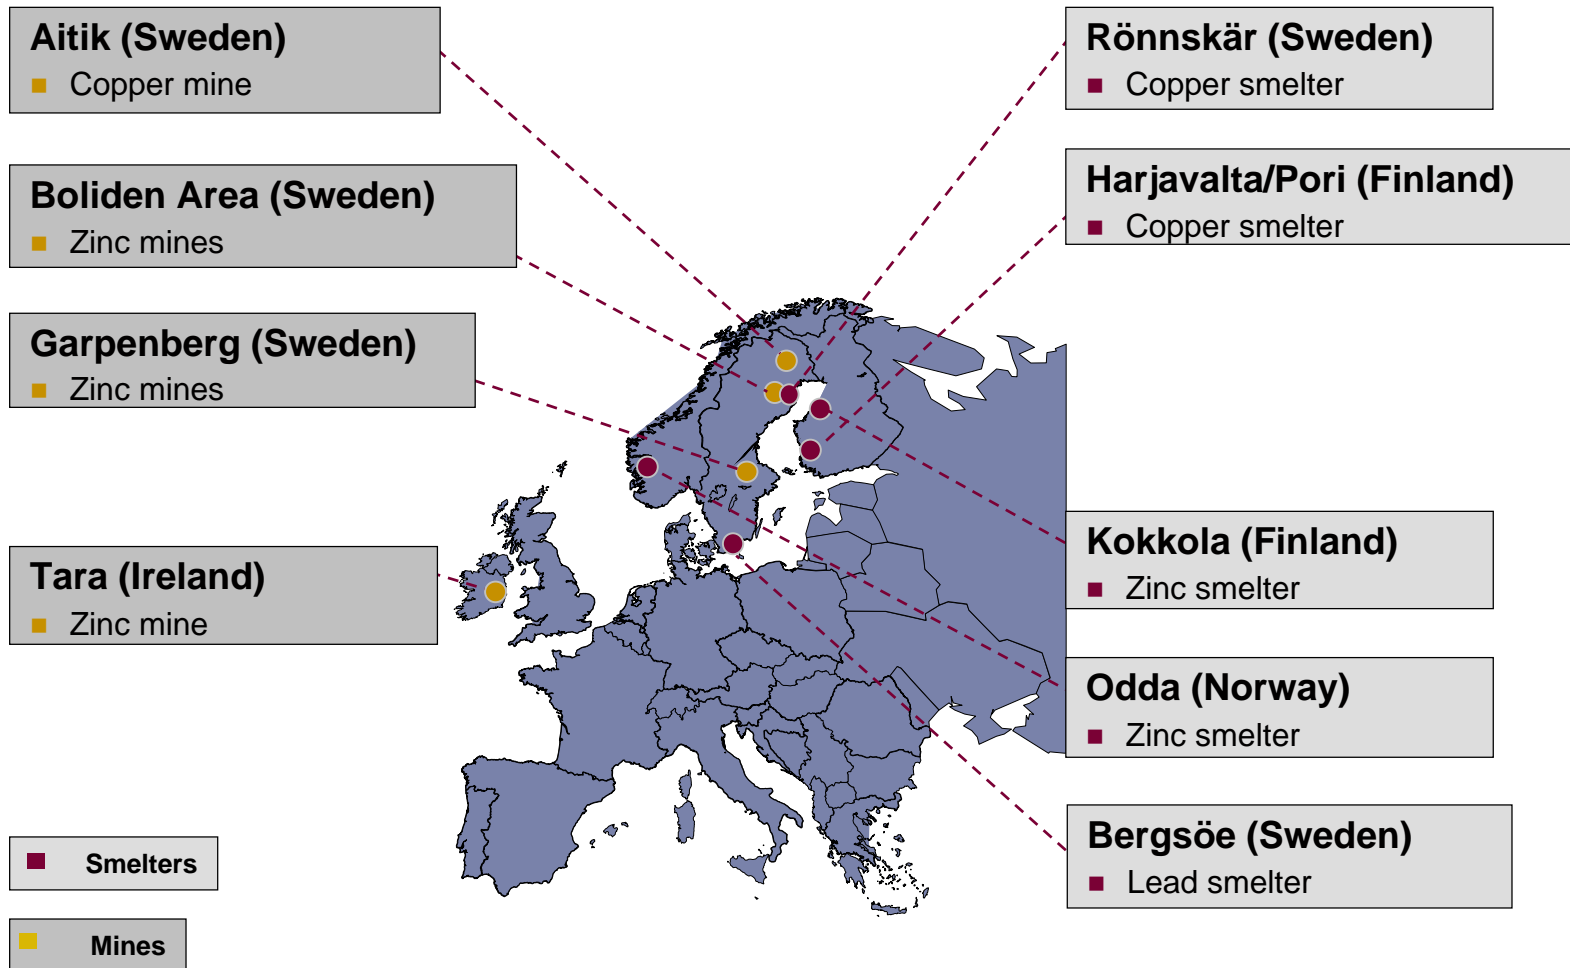 Aitik (Sweden)
Copper mine
Boliden Area (Sweden)
Zinc mines
Garpenberg (Sweden)
Zinc mines
Tara (Ireland)
Zinc mine
Rönnskär (Sweden)
Copper smelter
Harjavalta/Pori (Finland)
Copper smelter
Kokkola (Finland)
Zinc smelter
Odda (Norway)
Zinc smelter
Bergsöe (Sweden)
Lead smelter
Smelters
Mines